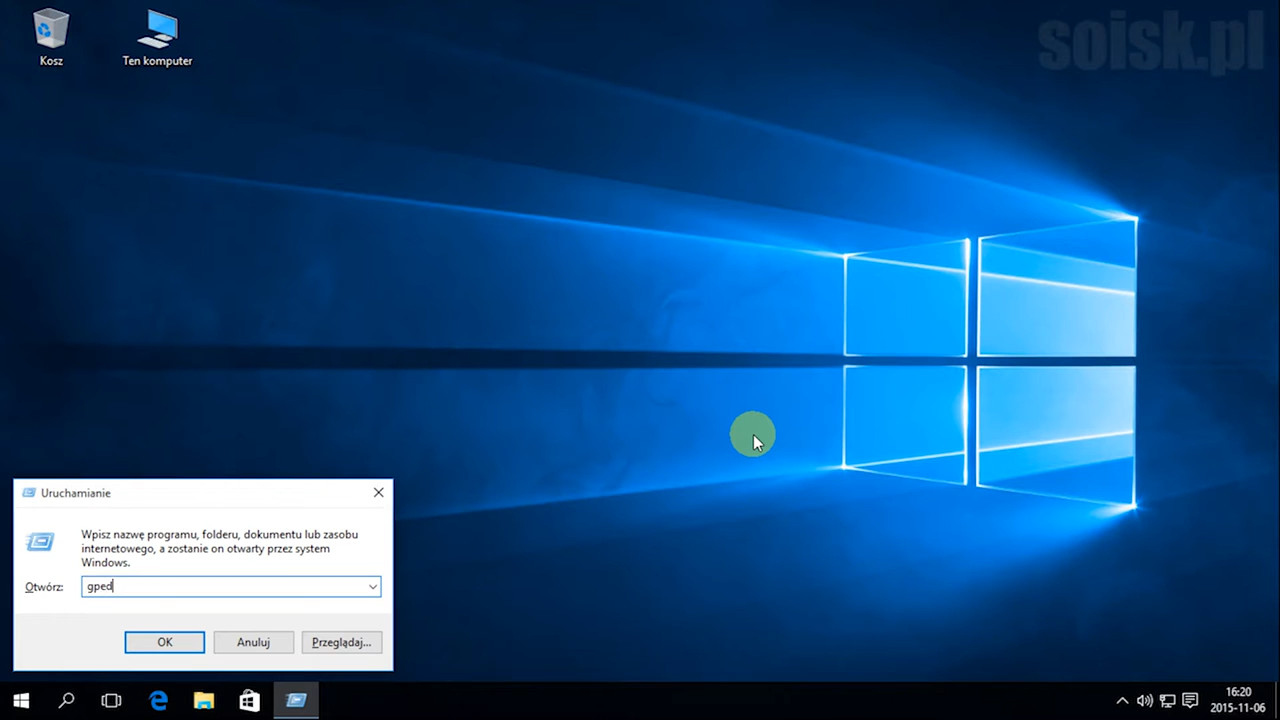 soisk.pl
Kosz
Ten komputer
Uruchamianie
Wpisz nazwę programu, folderu, dokumentu lub zasobu
internetowego, a zostanie on otwarty przez system
Windows.
Otwórz: gped
OK Anuluj Przeglądaj...
16:20
2015-11-06